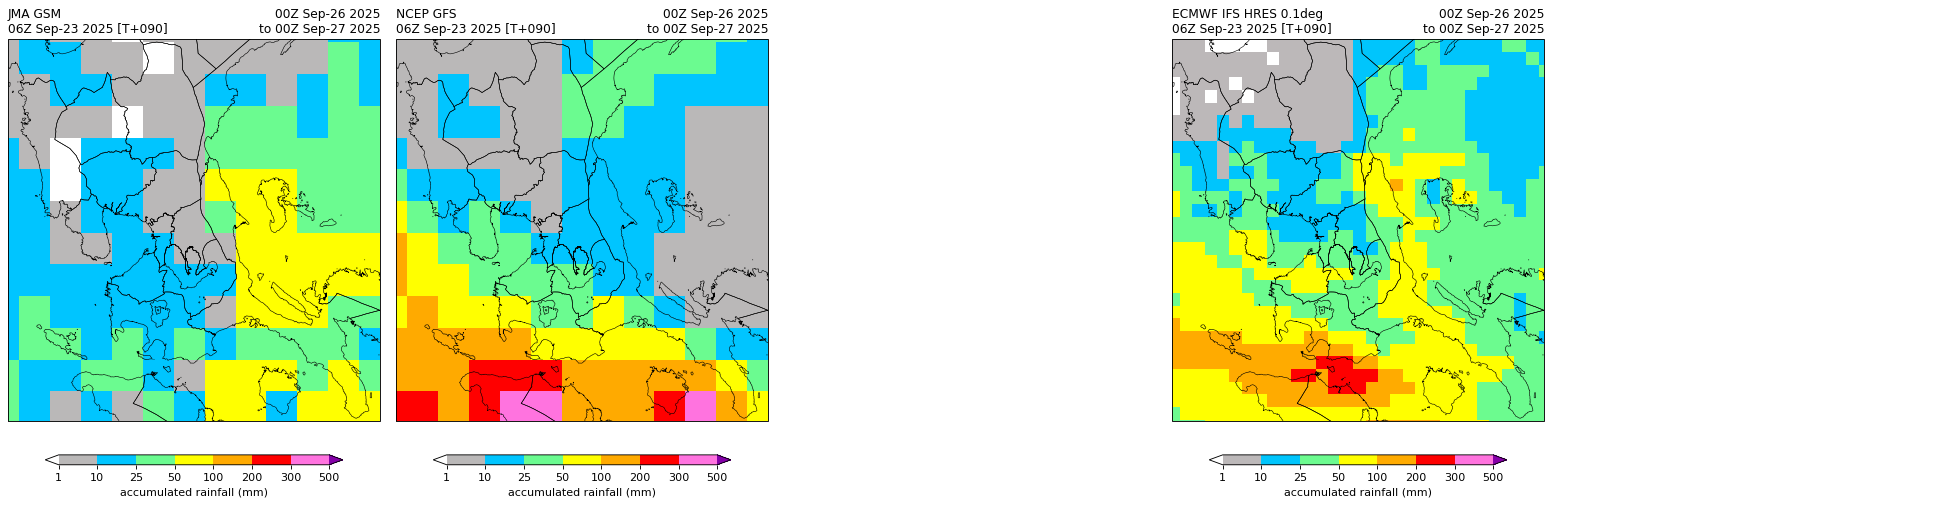 JMA GSM 00Z Sep-26 2025
06Z Sep-23 2025 [T+090] to 00Z Sep-27 2025
1 10 25 50 100 200 300 500
accumulated rainfall (mm)
NCEP GFS 00Z Sep-26 2025
06Z Sep-23 2025 [T+090] to 00Z Sep-27 2025
1 10 25 50 100 200 300 500
accumulated rainfall (mm)
ECMWF IFS HRES 0.1deg 00Z Sep-26 2025
06Z Sep-23 2025 [T+090] to 00Z Sep-27 2025
1 10 25 50 100 200 300 500
accumulated rainfall (mm)